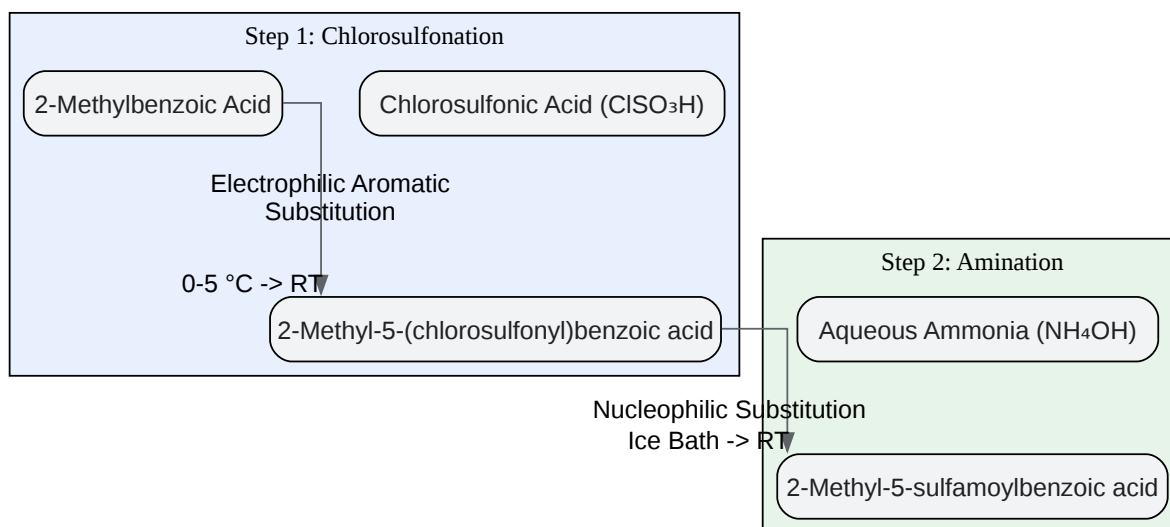 Step 1: Chlorosulfonation
2-Methylbenzoic Acid
Chlorosulfonic Acid (ClSO₃H)
Electrophilic Aromatic
Substitution
0-5 °C -> RT
2-Methyl-5-(chlorosulfonyl)benzoic acid
Step 2: Amination
Aqueous Ammonia (NH₄OH)
Nucleophilic Substitution
Ice Bath -> RT
2-Methyl-5-sulfamoylbenzoic acid